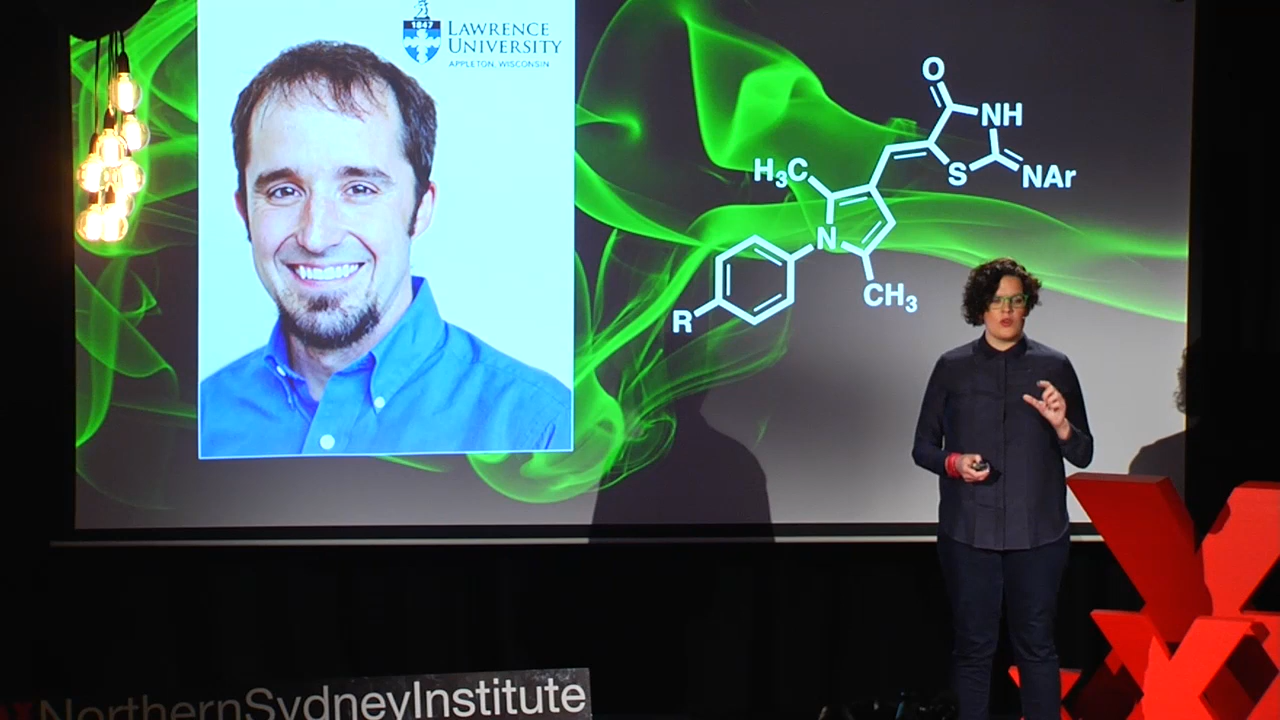 1847
LAWRENCE
UNIVERSITY
APPLETON, WISCONSIN
O
NH
S
NAr
H₃C
N
CH₃
R
NorthernSydneyInstitute